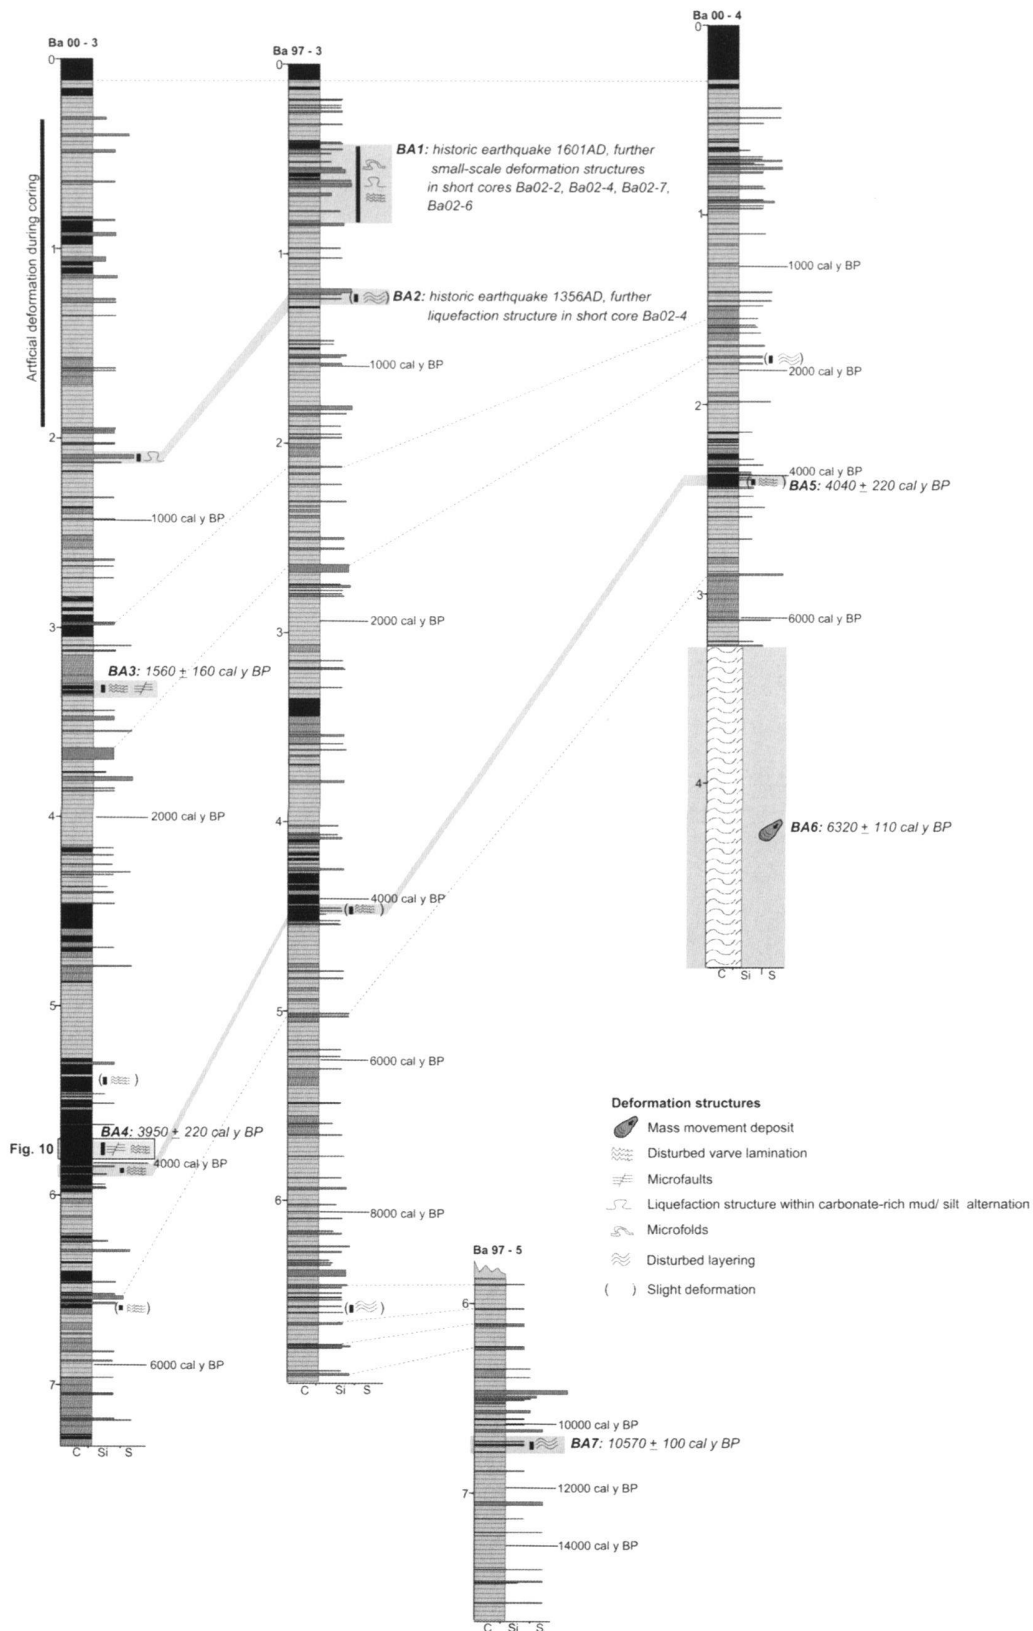 Ba 00 - 3
0
1
2
3
4
5
6
7
Artficial deformation during coring
1000 cal y BP
BA3: 1560 ± 160 cal y BP
2000 cal y BP
BA4: 3950 ± 220 cal y BP
Fig. 10
4000 cal y BP
6000 cal y BP
C Si S
Ba 97 - 3
0
1
2
3
4
5
6
BA1: historic earthquake 1601AD, further
small-scale deformation structures
in short cores Ba02-2, Ba02-4, Ba02-7,
Ba02-6
BA2: historic earthquake 1356AD, further
liquefaction structure in short core Ba02-4
1000 cal y BP
2000 cal y BP
4000 cal y BP
6000 cal y BP
8000 cal y BP
C Si S
Ba 00 - 4
0
1
2
3
4
1000 cal y BP
2000 cal y BP
4000 cal y BP
BA5: 4040 ± 220 cal y BP
6000 cal y BP
BA6: 6320 ± 110 cal y BP
C Si S
Ba 97 - 5
6
7
10000 cal y BP
BA7: 10570 ± 100 cal y BP
12000 cal y BP
14000 cal y BP
C Si S
Deformation structures
Mass movement deposit
Disturbed varve lamination
Microfaults
Liquefaction structure within carbonate-rich mud/ silt alternation
Microfolds
Disturbed layering
( ) Slight deformation